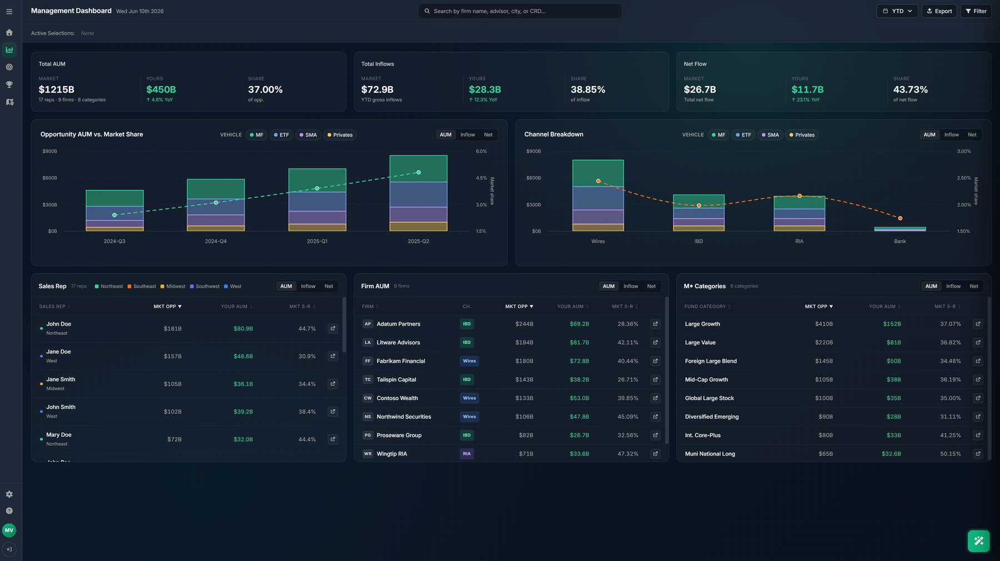 Management Dashboard Wed Jun 10th 2026
Search by firm name, advisor, city, or CRD...
YTD Export Filter
Active Selections: None
Total AUM
MARKET YOURS SHARE
$1215B $450B 37.00%
17 reps · 9 firms · 8 categories ↑ 4.8% YoY of opp.
Total Inflows
MARKET YOURS SHARE
$72.9B $28.3B 38.85%
YTD gross inflows ↑ 12.3% YoY of inflow
Net Flow
MARKET YOURS SHARE
$26.7B $11.7B 43.73%
Total net flow ↑ 23.1% YoY of net flow
Opportunity AUM vs. Market Share VEHICLE MF ETF SMA Privates AUM Inflow Net
$900B 6.0%
$600B 4.5%
$300B 3.0%
$0B 1.5%
Market share
2024-Q3 2024-Q4 2025-Q1 2025-Q2
Channel Breakdown VEHICLE MF ETF SMA Privates AUM Inflow Net
$900B 3.00%
$600B 2.50%
$300B 2.00%
$0B 1.50%
Market share
Wires IBD RIA Bank
Sales Rep 17 reps Northeast Southeast Midwest Southwest West AUM Inflow Net
SALES REP MKT OPP ▼ YOUR AUM MKT S-R
John Doe
Northeast $181B $80.9B 44.7%
Jane Doe
West $157B $48.6B 30.9%
Jane Smith
Midwest $105B $36.1B 34.4%
John Smith
West $102B $39.2B 38.4%
Mary Doe
Northeast $72B $32.0B 44.4%
Firm AUM 9 firms AUM Inflow Net
FIRM CH. MKT OPP ▼ YOUR AUM MKT S-R
AP Adatum Partners IBD $244B $69.2B 28.36%
LA Litware Advisors IBD $194B $81.7B 42.11%
FF Fabrikam Financial Wires $180B $72.8B 40.44%
TC Tailspin Capital IBD $143B $38.2B 26.71%
CW Contoso Wealth Wires $133B $53.0B 39.85%
NS Northwind Securities Wires $106B $47.8B 45.09%
PG Proseware Group IBD $82B $26.7B 32.56%
WR Wingtip RIA RIA $71B $33.6B 47.32%
M* Categories 8 categories AUM Inflow Net
FUND CATEGORY MKT OPP ▼ YOUR AUM MKT S-R
Large Growth $410B $152B 37.07%
Large Value $220B $81B 36.82%
Foreign Large Blend $145B $50B 34.48%
Mid-Cap Growth $105B $38B 36.19%
Global Large Stock $100B $35B 35.00%
Diversified Emerging $90B $28B 31.11%
Int. Core-Plus $80B $33B 41.25%
Muni National Long $65B $32.6B 50.15%
MV